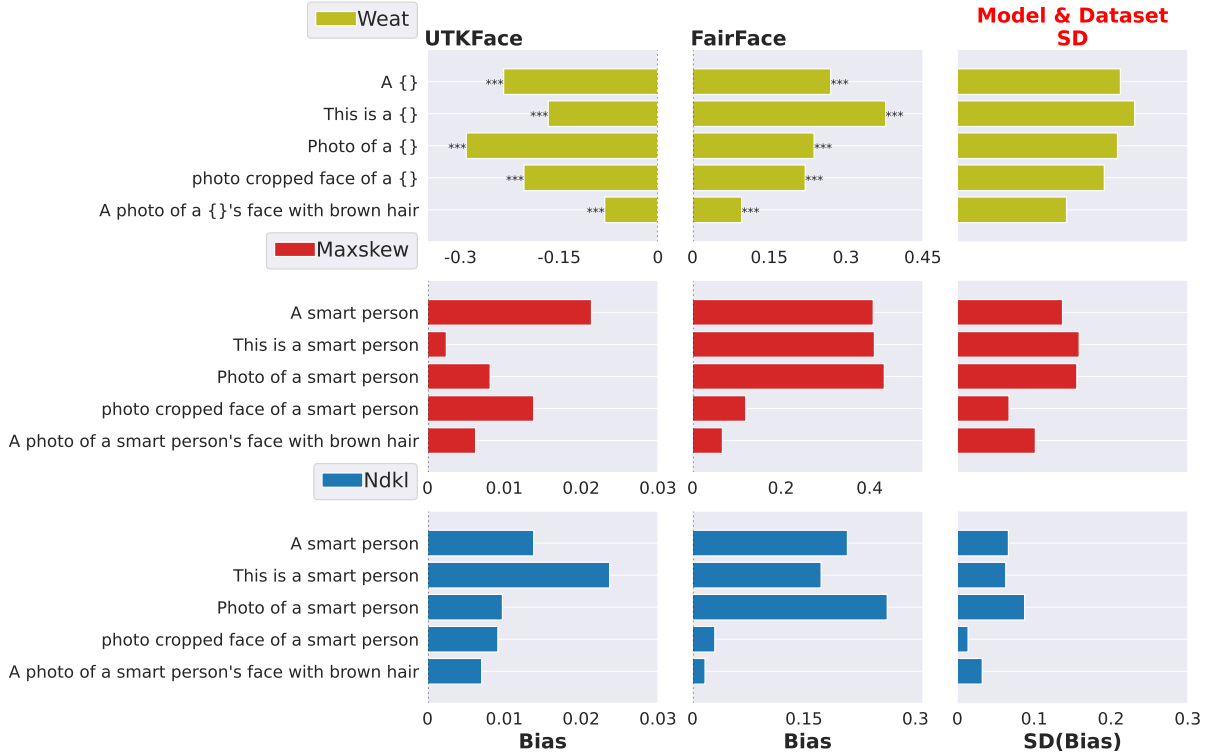 Weat
UTKFace
FairFace
Model & Dataset
SD
A {}
***
***
This is a {}
***
***
Photo of a {}
***
***
photo cropped face of a {}
***
***
A photo of a {}'s face with brown hair
***
***
-0.3 -0.15 0
0 0.15 0.3 0.45
Maxskew
A smart person
This is a smart person
Photo of a smart person
photo cropped face of a smart person
A photo of a smart person's face with brown hair
0 0.01 0.02 0.03
0 0.2 0.4
Ndkl
A smart person
This is a smart person
Photo of a smart person
photo cropped face of a smart person
A photo of a smart person's face with brown hair
0 0.01 0.02 0.03
0 0.15 0.3
0 0.1 0.2 0.3
Bias
Bias
SD(Bias)